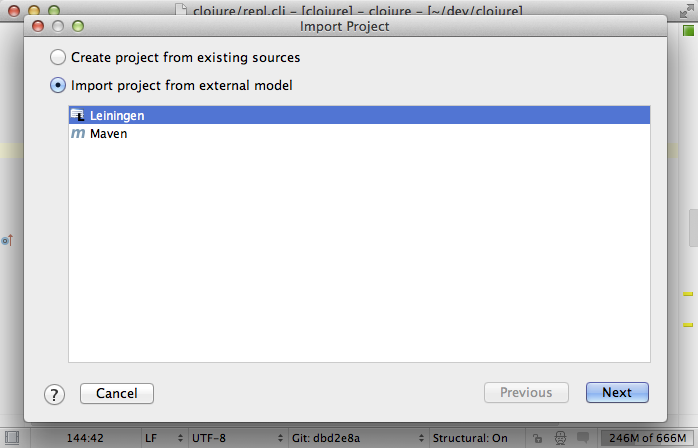 clojure/repl.clj – [clojure] – clojure – [~/dev/clojure]
Import Project
Create project from existing sources
Import project from external model
Leiningen
m Maven
? Cancel Previous Next
144:42 LF UTF-8 Git: dbd2e8a Structural: On 246M of 666M